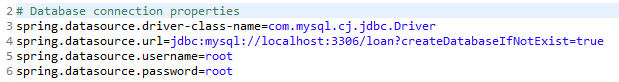 2 # Database connection properties
3 spring.datasource.driver-class-name=com.mysql.cj.jdbc.Driver
4 spring.datasource.url=jdbc:mysql://localhost:3306/loan?createDatabaseIfNotExist=true
5 spring.datasource.username=root
6 spring.datasource.password=root